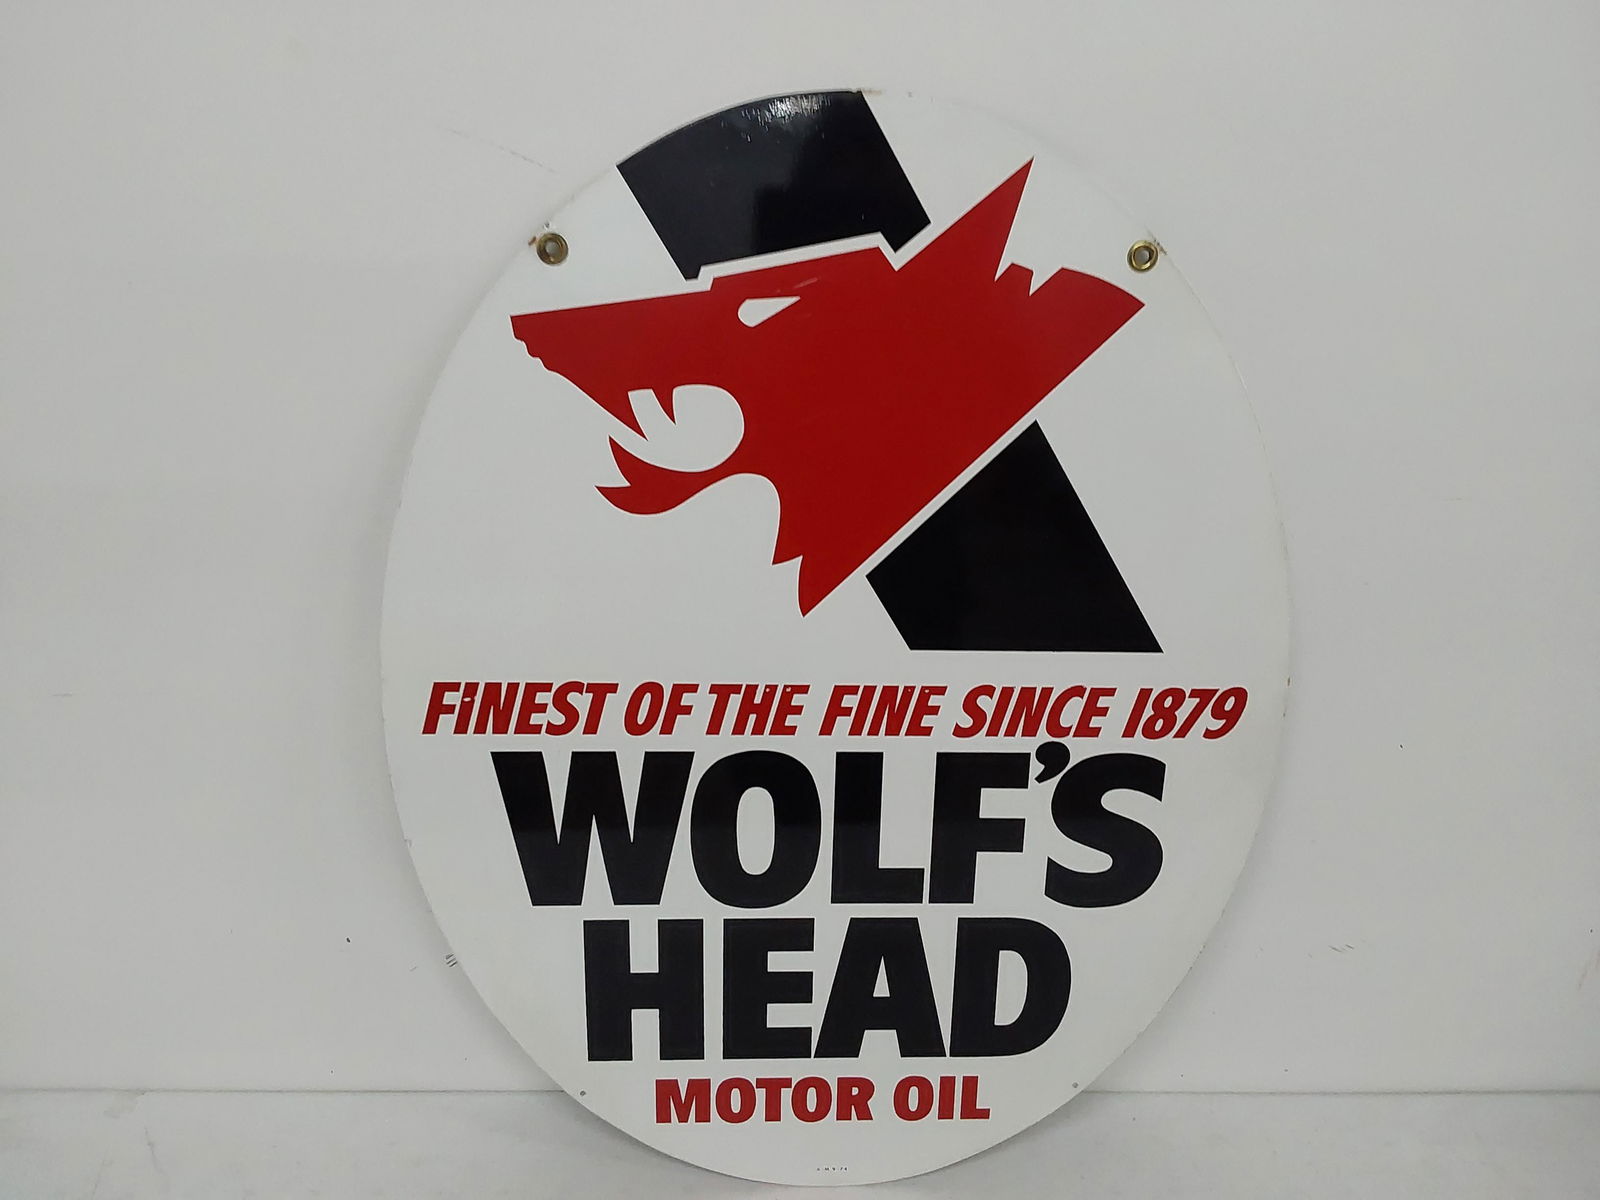 FINEST OF THE FINE SINCE 1879
WOLF'S
HEAD
MOTOR OIL